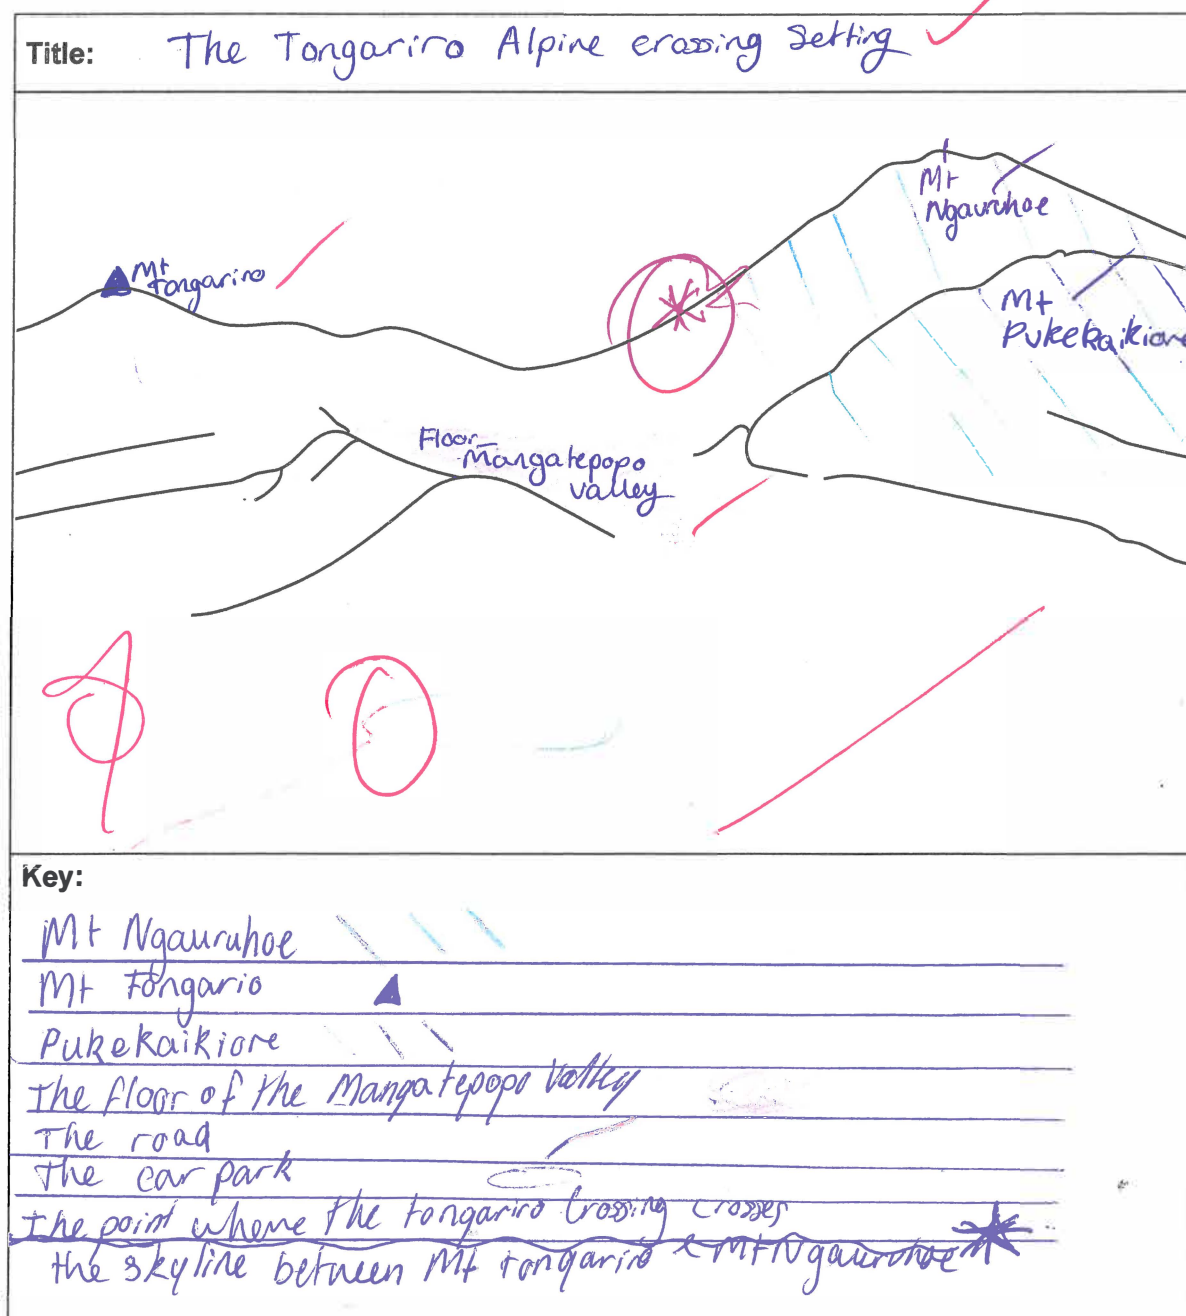 Title: The Tongariro Alpine erossing Setting
Mt
Ngauruhoe
Mt
Tongariro
Mt
Pukekaikiore
Floor
Mangatepopo
valley
Key:
Mt Ngauruhoe
Mt Tongario
Pukekaikiore
The floor of the Mangatepopo Valley
The road
The car park
The point where the tongariro Crossing crosses
the skyline between Mt Tongariro & Mt Ngauruhoe